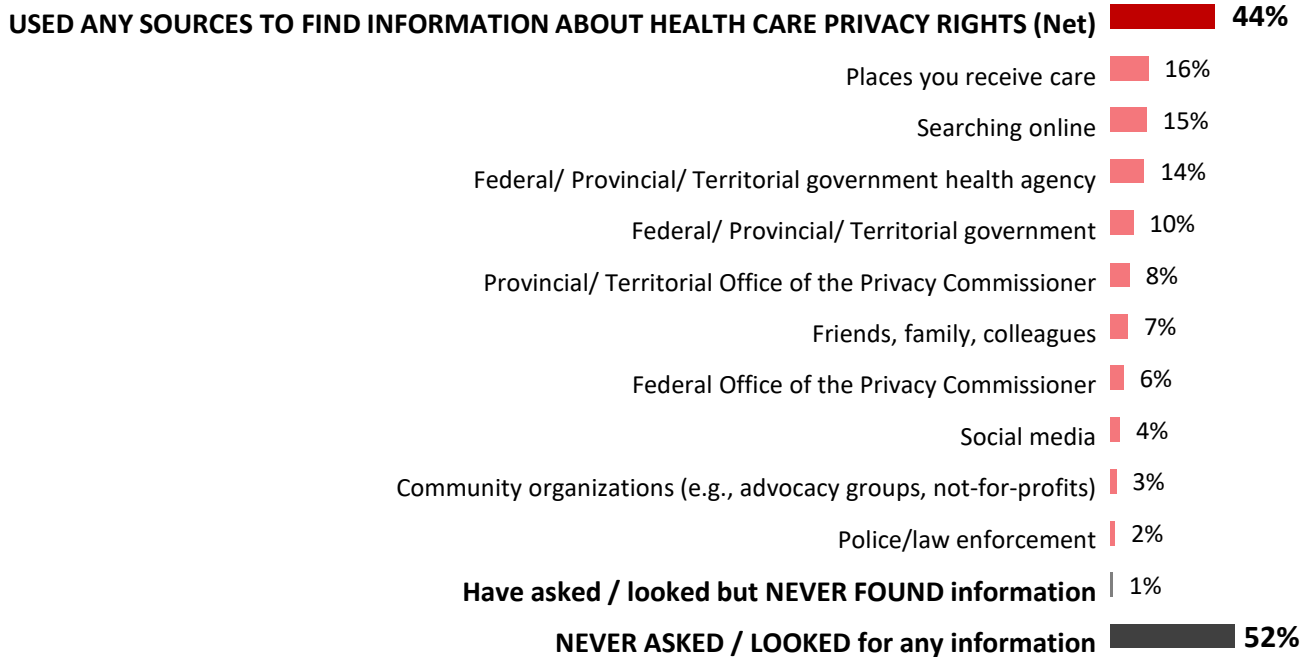 USED ANY SOURCES TO FIND INFORMATION ABOUT HEALTH CARE PRIVACY RIGHTS (Net) 44%
Places you receive care 16%
Searching online 15%
Federal/ Provincial/ Territorial government health agency 14%
Federal/ Provincial/ Territorial government 10%
Provincial/ Territorial Office of the Privacy Commissioner 8%
Friends, family, colleagues 7%
Federal Office of the Privacy Commissioner 6%
Social media 4%
Community organizations (e.g., advocacy groups, not-for-profits) 3%
Police/law enforcement 2%
Have asked / looked but NEVER FOUND information 1%
NEVER ASKED / LOOKED for any information 52%